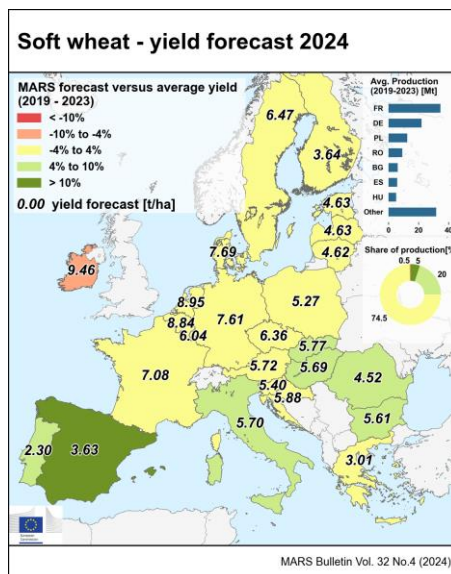 Soft wheat - yield forecast 2024
MARS forecast versus average yield
(2019 - 2023)
< -10%
-10% to -4%
-4% to 4%
4% to 10%
> 10%
0.00 yield forecast [t/ha]
Avg. Production
(2019-2023) [Mt]
FR
DE
PL
RO
BG
ES
HU
Other
0 20 40
Share of production[%]
0.5 5
20
74.5
6.47
3.64
4.63
4.63
4.62
7.69
9.46
8.95
8.84
6.04
7.61
5.27
6.36
5.77
5.69
5.72
5.40
5.88
7.08
4.52
5.61
5.70
2.30
3.63
3.01
MARS Bulletin Vol. 32 No.4 (2024)